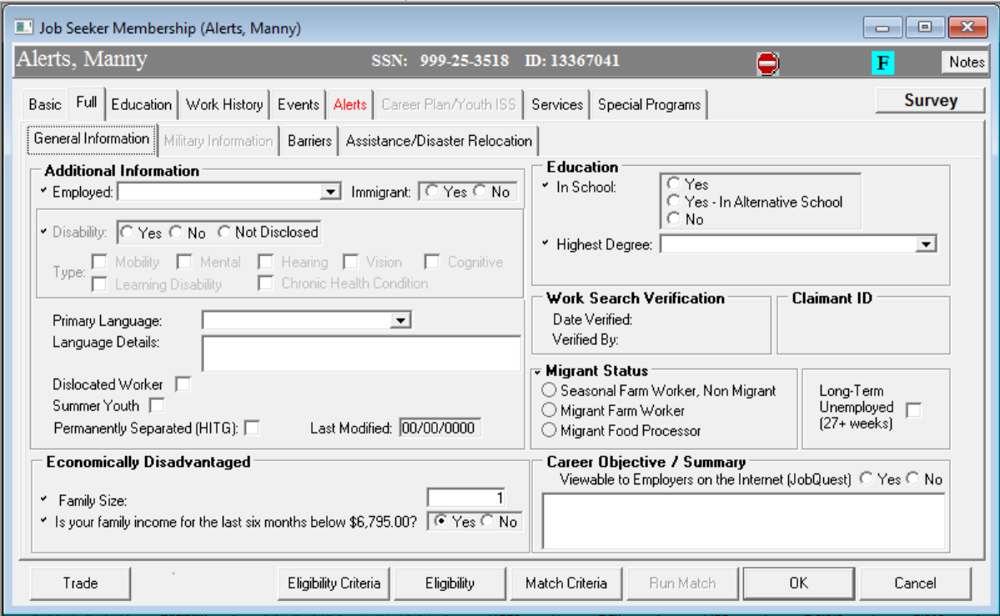 Job Seeker Membership (Alerts, Manny)
Alerts, Manny SSN: 999-25-3518 ID: 13367041 F Notes
Basic Full Education Work History Events Alerts Career Plan/Youth ISS Services Special Programs Survey
General Information Military Information Barriers Assistance/Disaster Relocation
Additional Information
Employed: Immigrant: Yes No
Disability: Yes No Not Disclosed
Type: Mobility Mental Hearing Vision Cognitive
Learning Disability Chronic Health Condition
Primary Language:
Language Details:
Dislocated Worker
Summer Youth
Permanently Separated (HITG): Last Modified: 00/00/0000
Economically Disadvantaged
Family Size: 1
Is your family income for the last six months below $6,795.00? Yes No
Education
In School: Yes
Yes - In Alternative School
No
Highest Degree:
Work Search Verification
Date Verified:
Verified By:
Claimant ID
Migrant Status
Seasonal Farm Worker, Non Migrant
Migrant Farm Worker
Migrant Food Processor
Long-Term
Unemployed
(27+ weeks)
Career Objective / Summary
Viewable to Employers on the Internet (JobQuest) Yes No
Trade Eligibility Criteria Eligibility Match Criteria Run Match OK Cancel